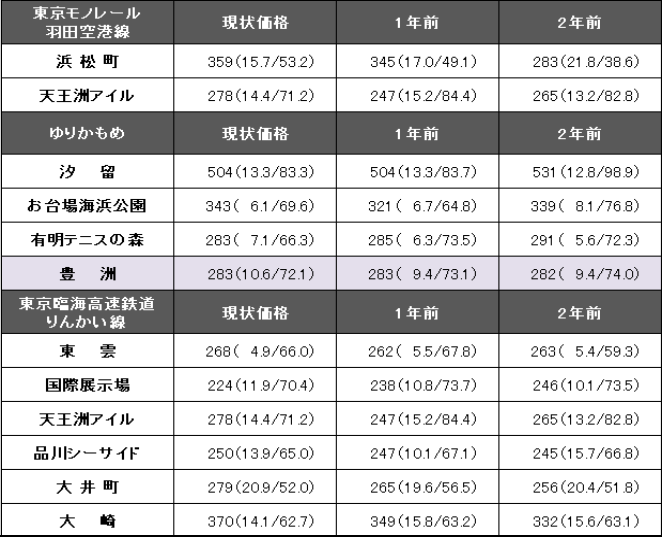 東京モノレール
羽田空港線 現状価格 1年前 2年前
浜松町 359(15.7/53.2) 345(17.0/49.1) 283(21.8/38.6)
天王洲アイル 278(14.4/71.2) 247(15.2/84.4) 265(13.2/82.8)
ゆりかもめ 現状価格 1年前 2年前
汐留 504(13.3/83.3) 504(13.3/83.7) 531(12.8/98.9)
お台場海浜公園 343( 6.1/69.6) 321( 6.7/64.8) 339( 8.1/76.8)
有明テニスの森 283( 7.1/66.3) 285( 6.3/73.5) 291( 5.6/72.3)
豊洲 283(10.6/72.1) 283( 9.4/73.1) 282( 9.4/74.0)
東京臨海高速鉄道
りんかい線 現状価格 1年前 2年前
東雲 268( 4.9/66.0) 262( 5.5/67.8) 263( 5.4/59.3)
国際展示場 224(11.9/70.4) 238(10.8/73.7) 246(10.1/73.5)
天王洲アイル 278(14.4/71.2) 247(15.2/84.4) 265(13.2/82.8)
品川シーサイド 250(13.9/65.0) 247(10.1/67.1) 245(15.7/66.8)
大井町 279(20.9/52.0) 265(19.6/56.5) 256(20.4/51.8)
大崎 370(14.1/62.7) 349(15.8/63.2) 332(15.6/63.1)